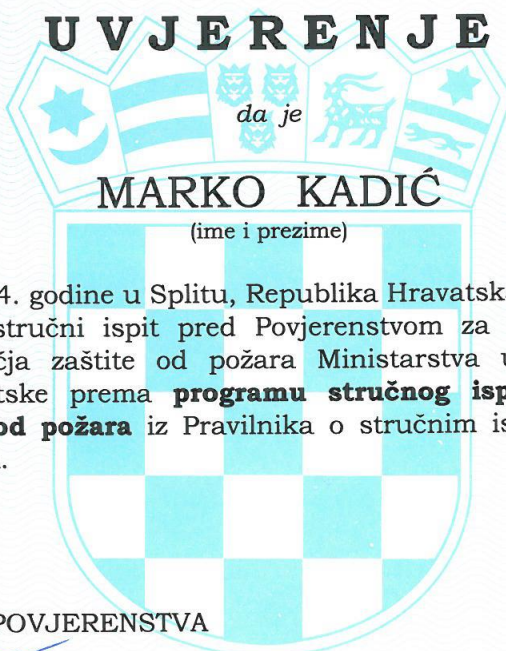 UVJERENJE
da je
MARKO KADIĆ
(ime i prezime)
4. godine u Splitu, Republika Hravatsk
stručni ispit pred Povjerenstvom za
čja zaštite od požara Ministarstva u
tske prema programu stručnog isp
od požara iz Pravilnika o stručnim is
.
POVJERENSTVA